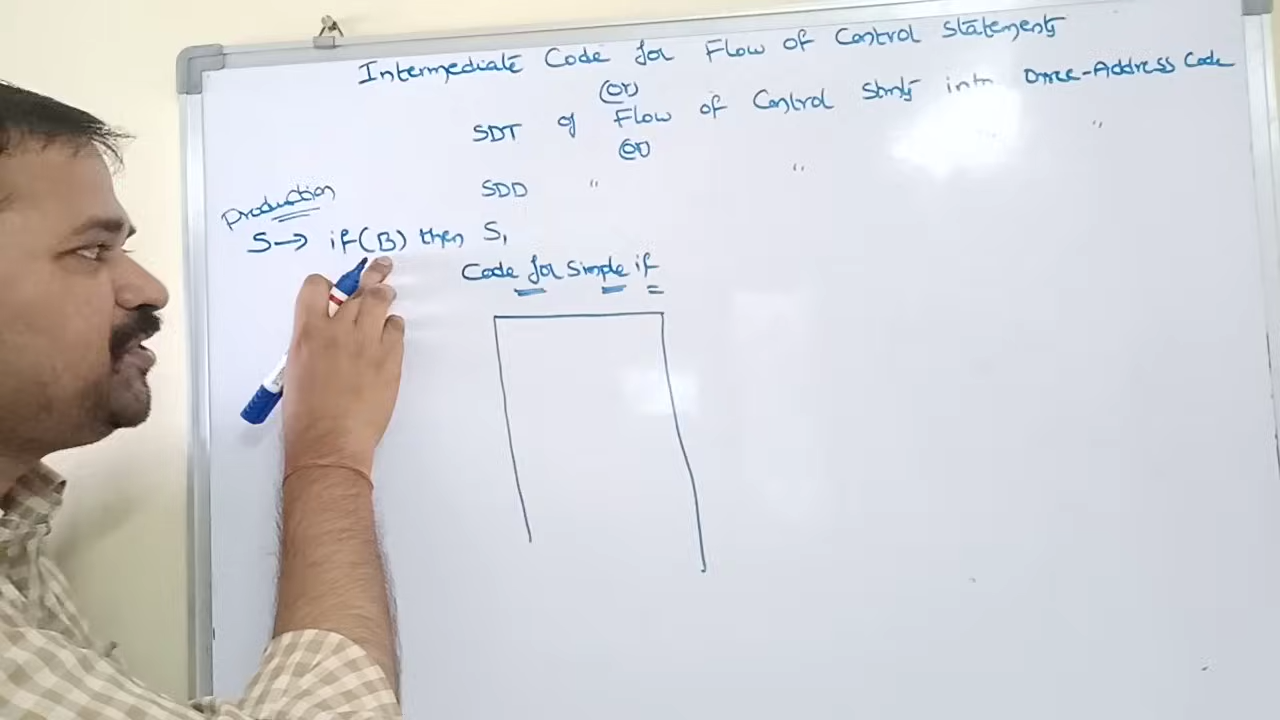 Intermediate Code for Flow of Control Statements
(or)
SDT of Flow of Control Stmts into Three-Address Code
(or)
SDD " " "
Production
S → if(B) then S₁
Code for Simple if